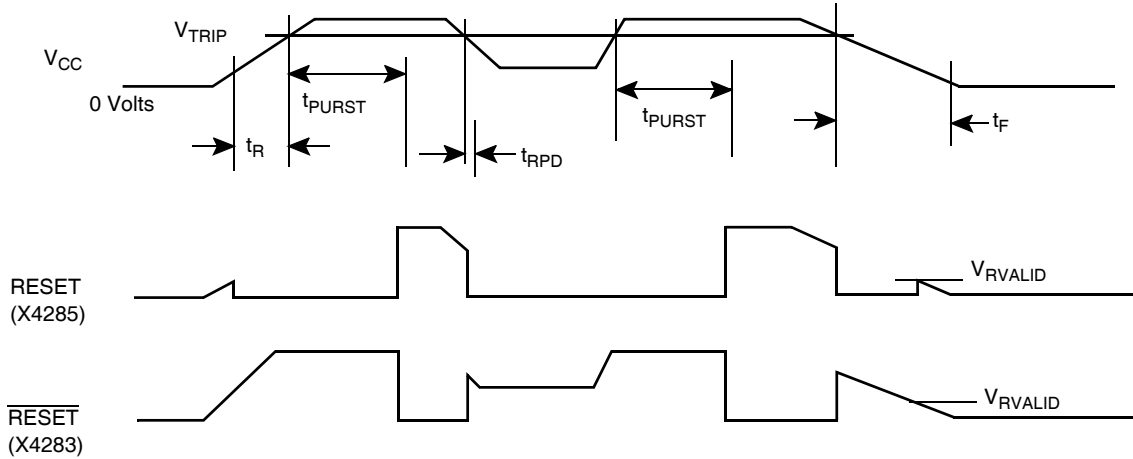 V_TRIP
V_CC
0 Volts
t_PURST
t_PURST
t_R
t_RPD
t_F
V_RVALID
RESET
(X4285)
V_RVALID
RESET
(X4283)